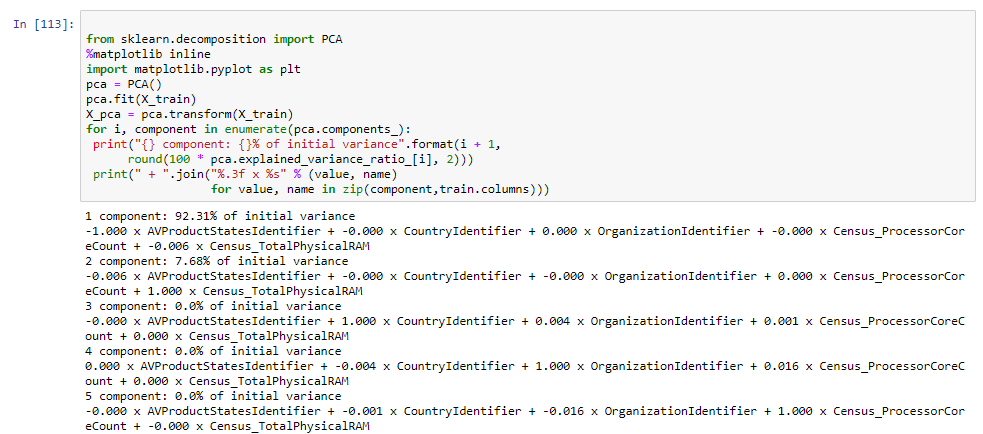 In [113]:
from sklearn.decomposition import PCA
%matplotlib inline
import matplotlib.pyplot as plt
pca = PCA()
pca.fit(X_train)
X_pca = pca.transform(X_train)
for i, component in enumerate(pca.components_):
 print("{} component: {}% of initial variance".format(i + 1,
      round(100 * pca.explained_variance_ratio_[i], 2)))
 print(" + ".join("%.3f x %s" % (value, name)
                  for value, name in zip(component,train.columns)))
1 component: 92.31% of initial variance
-1.000 x AVProductStatesIdentifier + -0.000 x CountryIdentifier + 0.000 x OrganizationIdentifier + -0.000 x Census_ProcessorCor
eCount + -0.006 x Census_TotalPhysicalRAM
2 component: 7.68% of initial variance
-0.006 x AVProductStatesIdentifier + -0.000 x CountryIdentifier + -0.000 x OrganizationIdentifier + 0.000 x Census_ProcessorCor
eCount + 1.000 x Census_TotalPhysicalRAM
3 component: 0.0% of initial variance
-0.000 x AVProductStatesIdentifier + 1.000 x CountryIdentifier + 0.004 x OrganizationIdentifier + 0.001 x Census_ProcessorCoreC
ount + 0.000 x Census_TotalPhysicalRAM
4 component: 0.0% of initial variance
0.000 x AVProductStatesIdentifier + -0.004 x CountryIdentifier + 1.000 x OrganizationIdentifier + 0.016 x Census_ProcessorCoreC
ount + 0.000 x Census_TotalPhysicalRAM
5 component: 0.0% of initial variance
-0.000 x AVProductStatesIdentifier + -0.001 x CountryIdentifier + -0.016 x OrganizationIdentifier + 1.000 x Census_ProcessorCor
eCount + -0.000 x Census_TotalPhysicalRAM